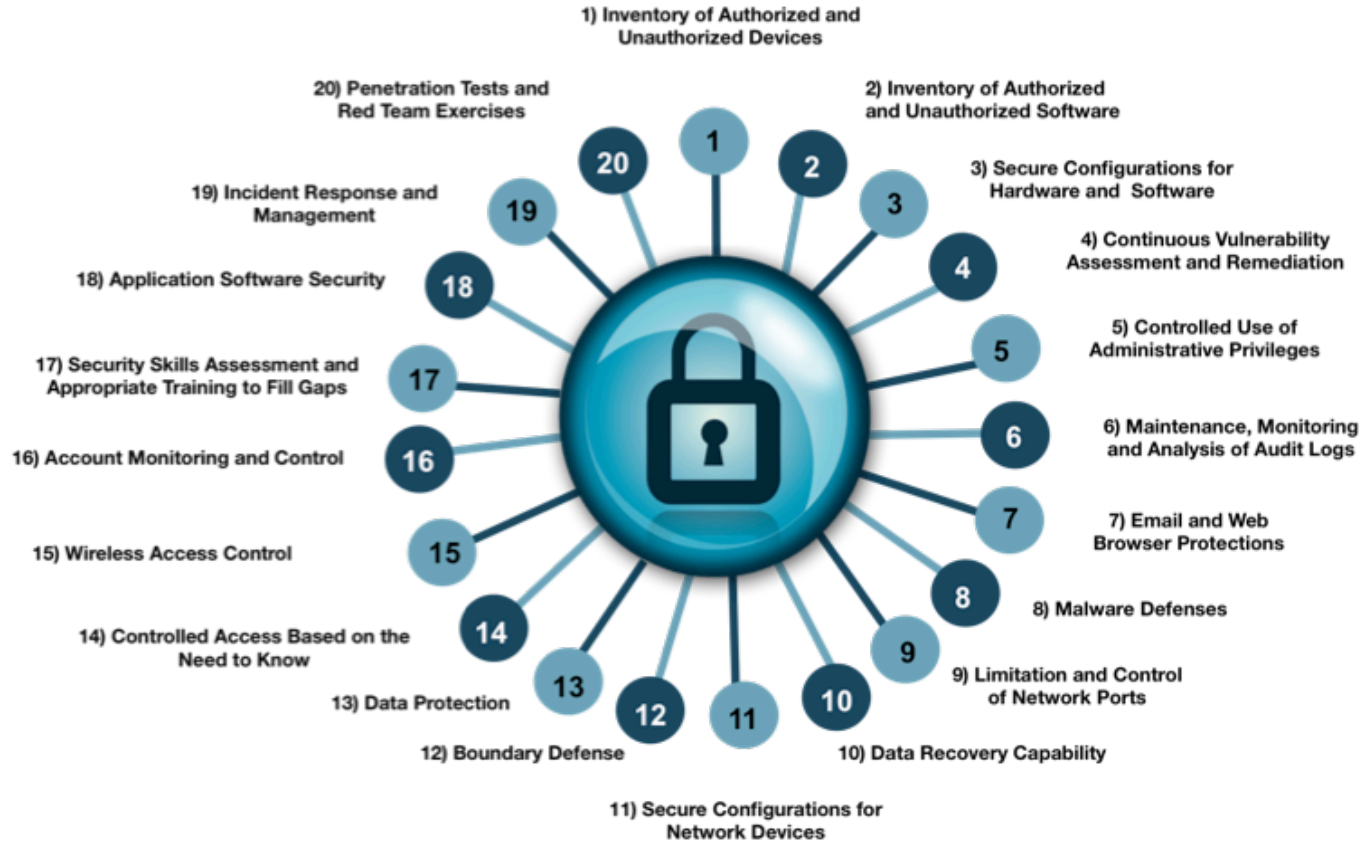 1) Inventory of Authorized and
Unauthorized Devices
2) Inventory of Authorized
and Unauthorized Software
3) Secure Configurations for
Hardware and  Software
4) Continuous Vulnerability
Assessment and Remediation
5) Controlled Use of
Administrative Privileges
6) Maintenance, Monitoring
and Analysis of Audit Logs
7) Email and Web
Browser Protections
8) Malware Defenses
9) Limitation and Control
of Network Ports
10) Data Recovery Capability
11) Secure Configurations for
Network Devices
12) Boundary Defense
13) Data Protection
14) Controlled Access Based on the
Need to Know
15) Wireless Access Control
16) Account Monitoring and Control
17) Security Skills Assessment and
Appropriate Training to Fill Gaps
18) Application Software Security
19) Incident Response and
Management
20) Penetration Tests and
Red Team Exercises
1
2
3
4
5
6
7
8
9
10
11
12
13
14
15
16
17
18
19
20